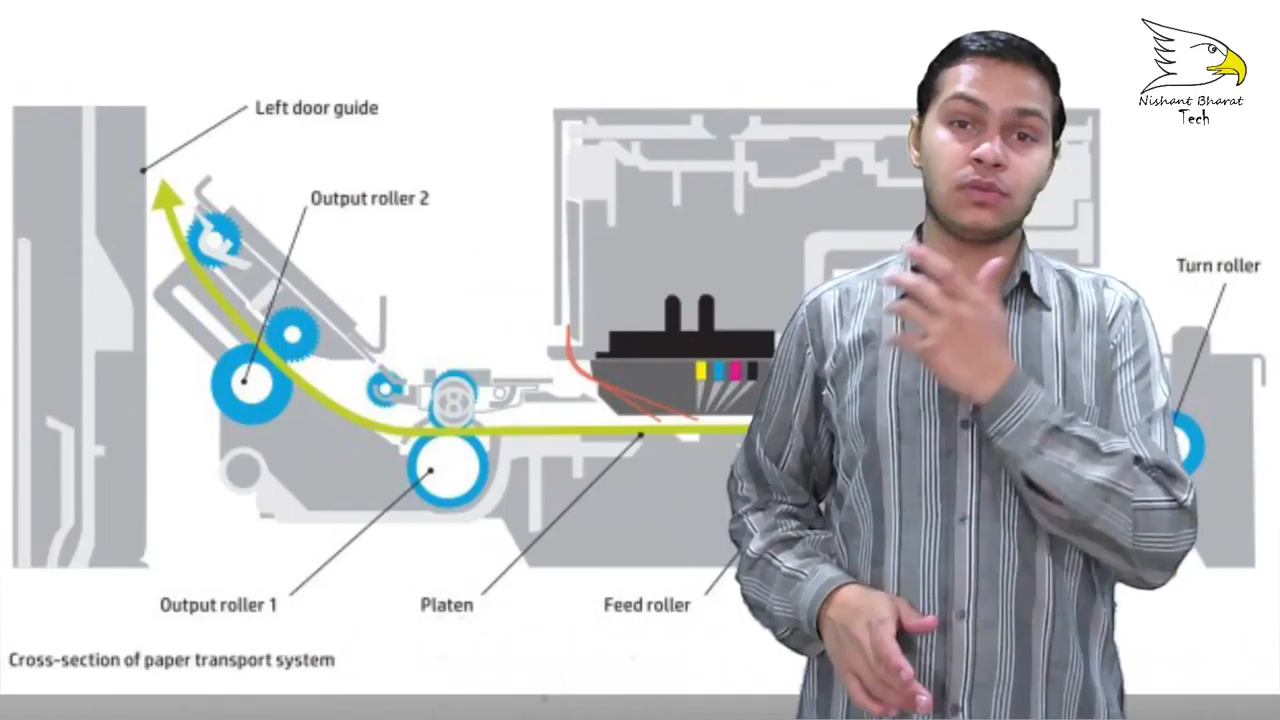 Nishant Bharat
Tech
Left door guide
Output roller 2
Turn roller
Output roller 1
Platen
Feed roller
Cross-section of paper transport system